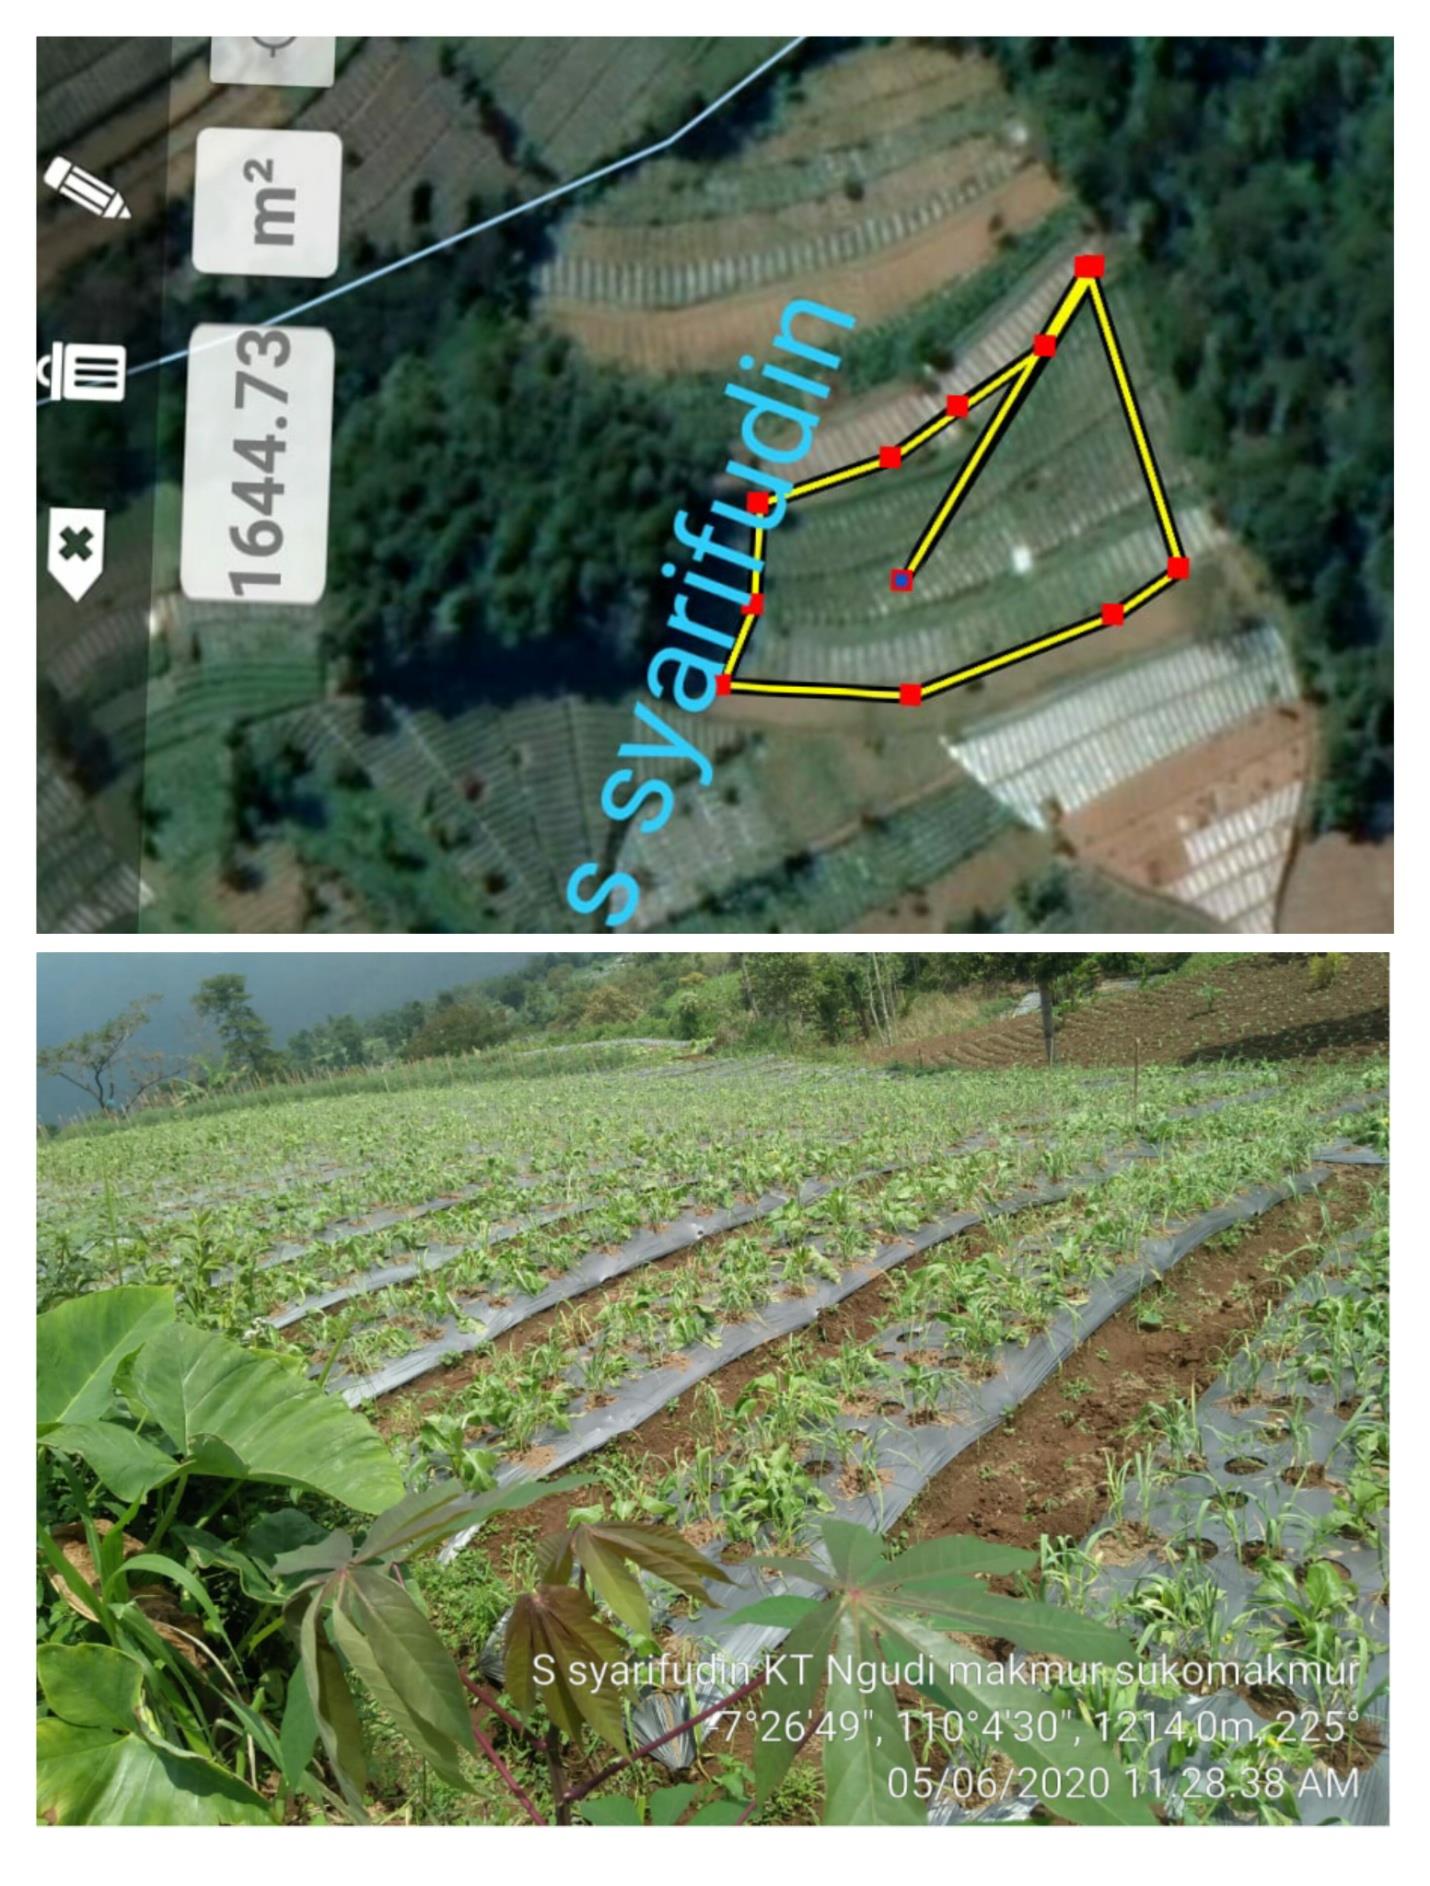 m²
1644.73
s syarifudin
S syarifudin KT Ngudi makmur sukomakmur
-7°26'49", 110°4'30", 1214,0m, 225°
05/06/2020 11.28.38 AM